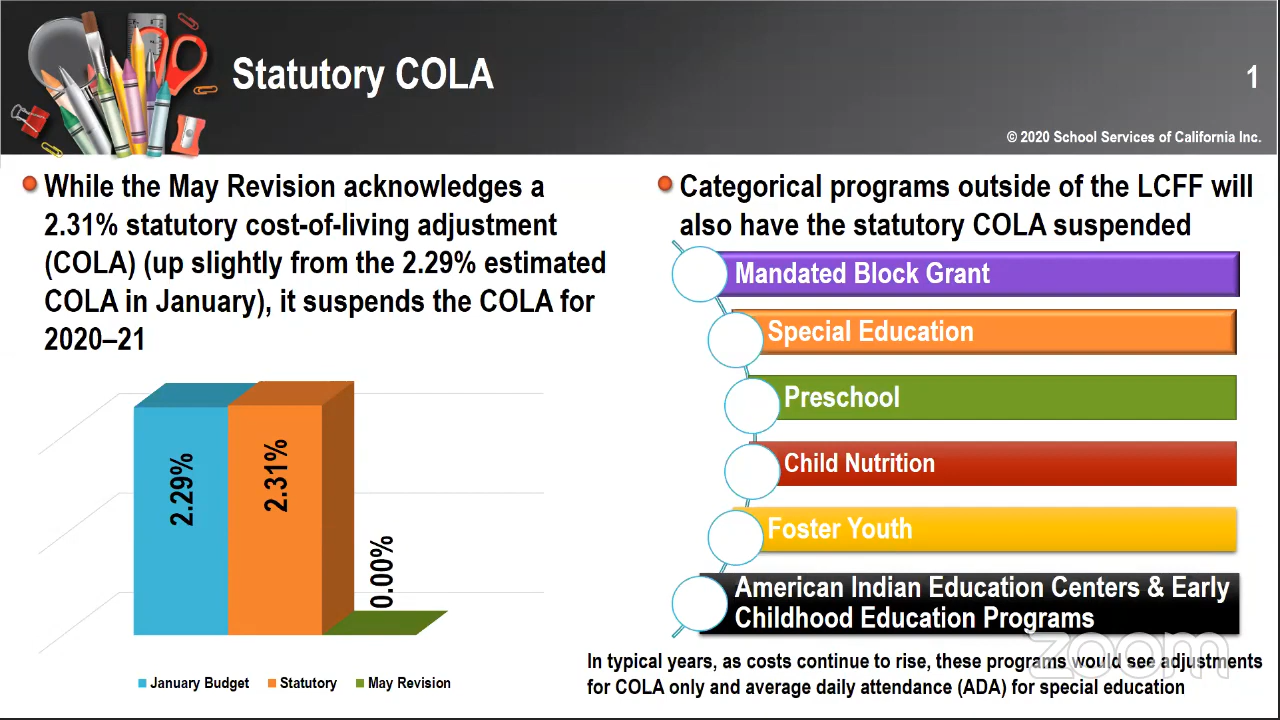 Statutory COLA
1
© 2020 School Services of California Inc.
While the May Revision acknowledges a
2.31% statutory cost-of-living adjustment
(COLA) (up slightly from the 2.29% estimated
COLA in January), it suspends the COLA for
2020–21
2.29%
2.31%
0.00%
January Budget
Statutory
May Revision
Categorical programs outside of the LCFF will
also have the statutory COLA suspended
Mandated Block Grant
Special Education
Preschool
Child Nutrition
Foster Youth
American Indian Education Centers & Early
Childhood Education Programs
zoom
In typical years, as costs continue to rise, these programs would see adjustments
for COLA only and average daily attendance (ADA) for special education